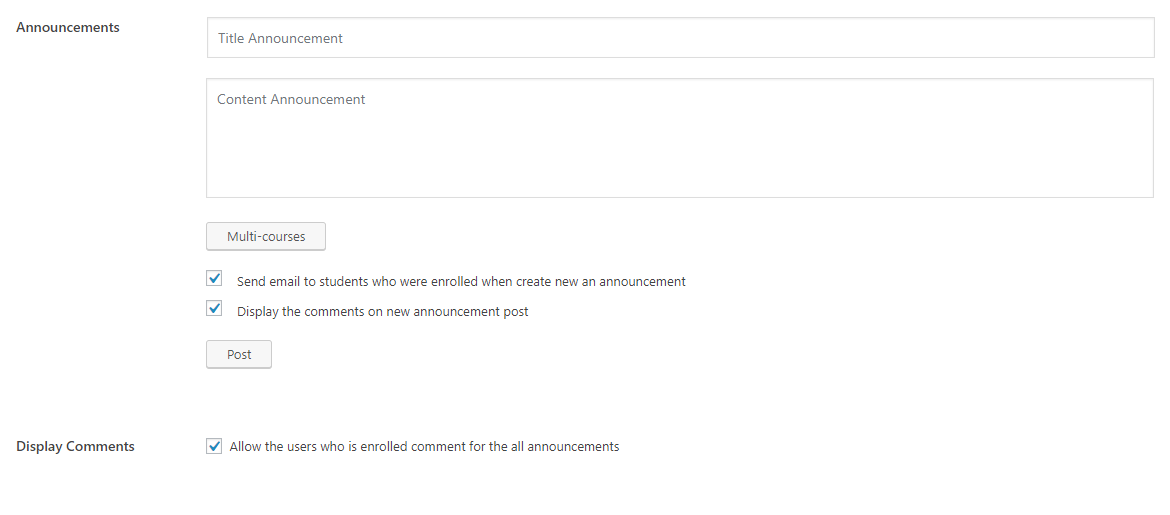 Announcements
Title Announcement
Content Announcement
Multi-courses
Send email to students who were enrolled when create new an announcement
Display the comments on new announcement post
Post
Display Comments
Allow the users who is enrolled comment for the all announcements